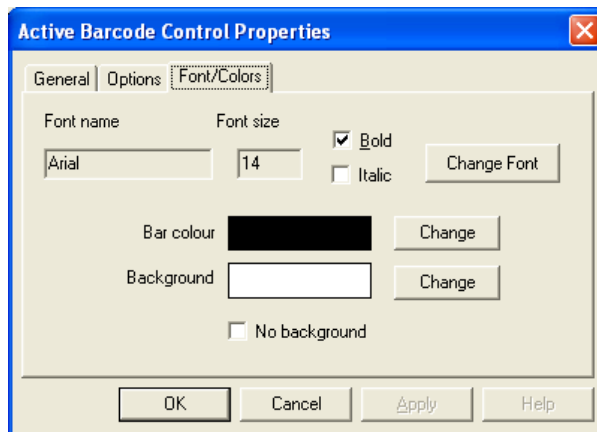 Active Barcode Control Properties
General Options Font/Colors
Font name Font size
Bold
Arial 14 Change Font
Italic
Bar colour Change
Background Change
No background
OK Cancel Apply Help